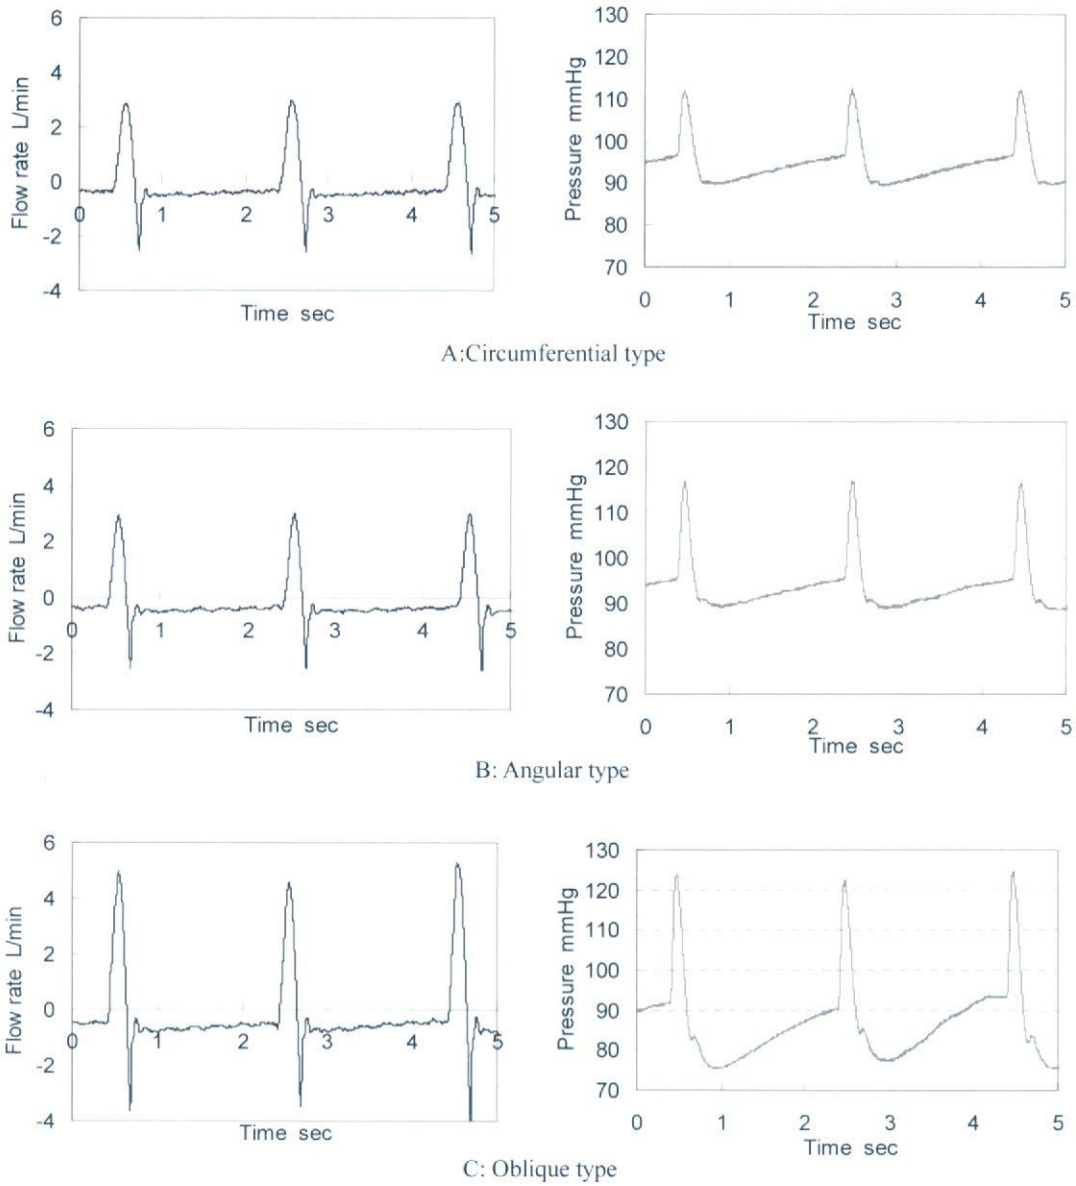 6
4
2
0
-2
-4
Flow rate L/min
0 1 2 3 4 5
Time sec
130
120
110
100
90
80
70
Pressure mmHg
0 1 2 3 4 5
Time sec
A:Circumferential type
6
4
2
0
-2
-4
Flow rate L/min
0 1 2 3 4 5
Time sec
130
120
110
100
90
80
70
Pressure mmHg
0 1 2 3 4 5
Time sec
B: Angular type
6
4
2
0
-2
-4
Flow rate L/min
0 1 2 3 4 5
Time sec
130
120
110
100
90
80
70
Pressure mmHg
0 1 2 3 4 5
Time sec
C: Oblique type